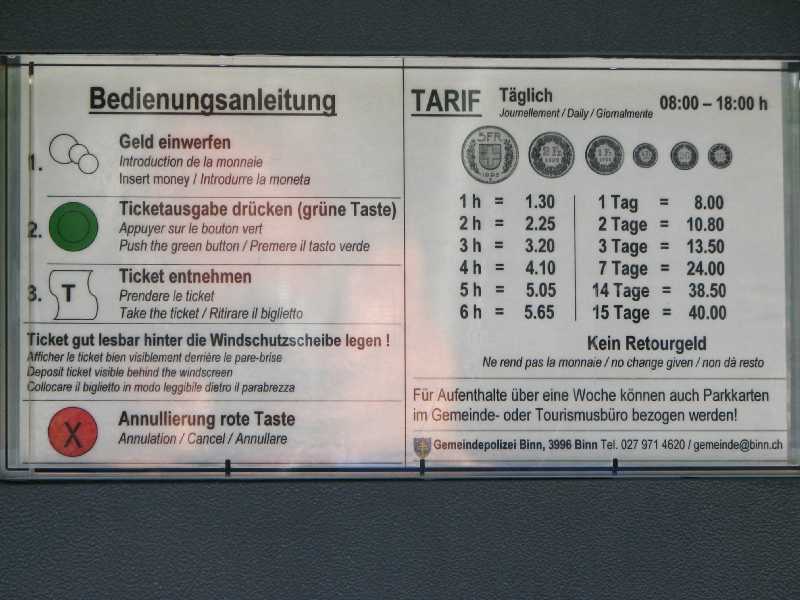 Bedienungsanleitung
1.
Geld einwerfen
Introduction de la monnaie
Insert money / Introdurre la moneta
2.
Ticketausgabe drücken (grüne Taste)
Appuyer sur le bouton vert
Push the green button / Premere il tasto verde
3.
T
Ticket entnehmen
Prendere le ticket
Take the ticket / Ritirare il biglietto
Ticket gut lesbar hinter die Windschutzscheibe legen !
Afficher le ticket bien visiblement derrière le pare-brise
Deposit ticket visible behind the windscreen
Collocare il biglietto in modo leggibile dietro il parabrezza
X
Annullierung rote Taste
Annulation / Cancel / Annullare
TARIF Täglich 08:00 – 18:00 h
Journellement / Daily / Giornalmente
5FR 2 Fr 1 Fr
1 h = 1.30 1 Tag = 8.00
2 h = 2.25 2 Tage = 10.80
3 h = 3.20 3 Tage = 13.50
4 h = 4.10 7 Tage = 24.00
5 h = 5.05 14 Tage = 38.50
6 h = 5.65 15 Tage = 40.00
Kein Retourgeld
Ne rend pas la monnaie / no change given / non dà resto
Für Aufenthalte über eine Woche können auch Parkkarten
im Gemeinde- oder Tourismusbüro bezogen werden!
Gemeindepolizei Binn, 3996 Binn Tel. 027 971 4620 / gemeinde@binn.ch